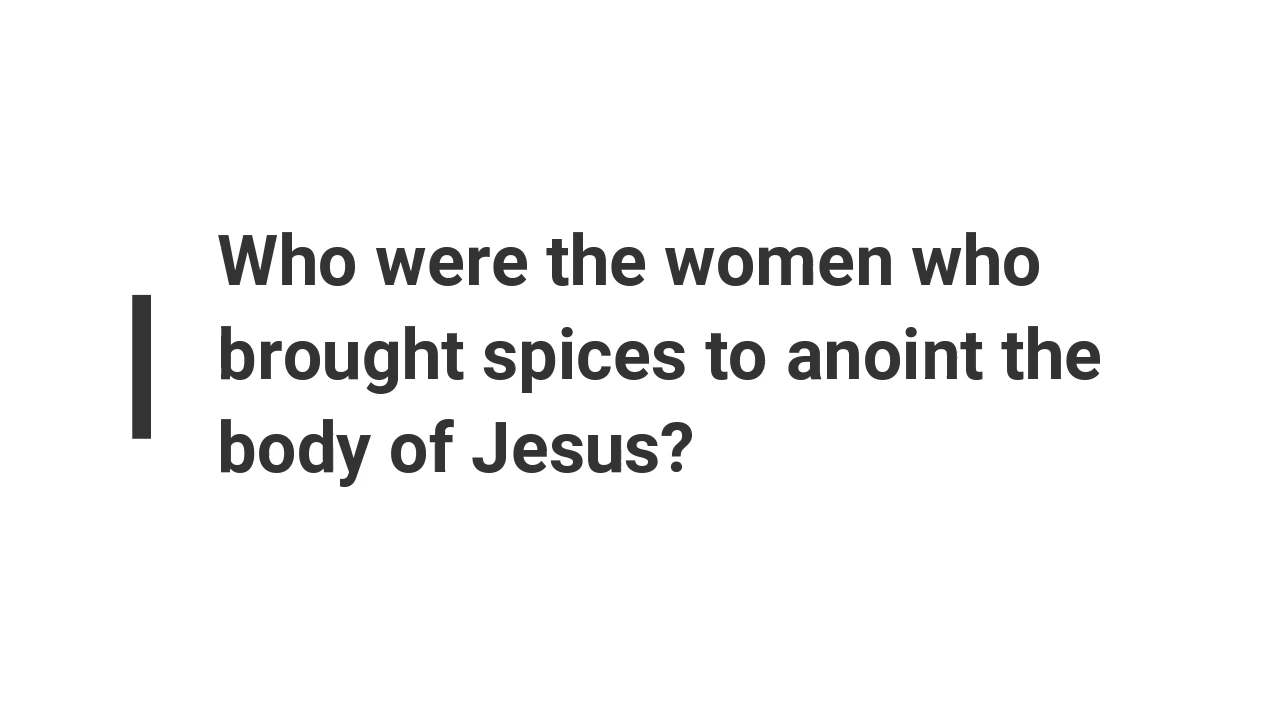 Who were the women who
brought spices to anoint the
body of Jesus?